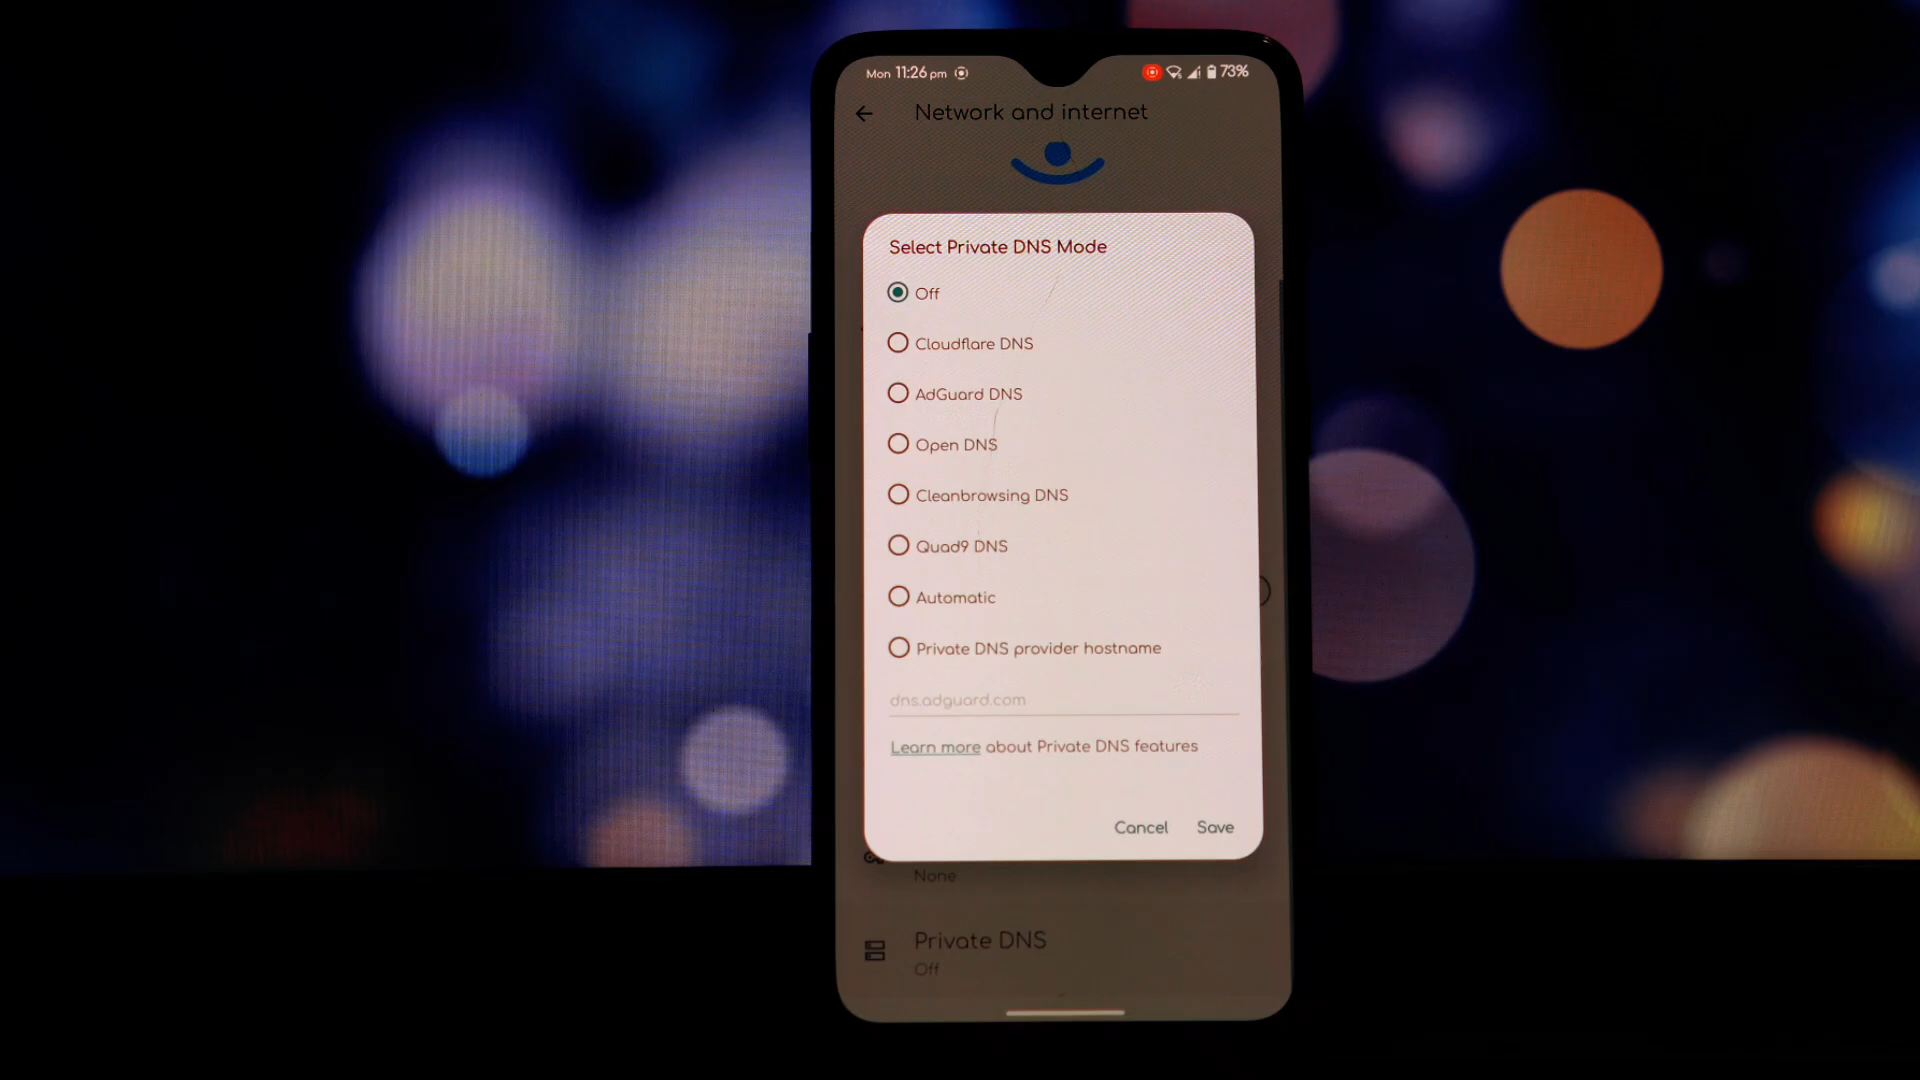 Mon 11:26 pm 73%
Network and internet
Select Private DNS Mode
Off
Cloudflare DNS
AdGuard DNS
Open DNS
Cleanbrowsing DNS
Quad9 DNS
Automatic
Private DNS provider hostname
dns.adguard.com
Learn more about Private DNS features
Cancel Save
None
Private DNS
Off